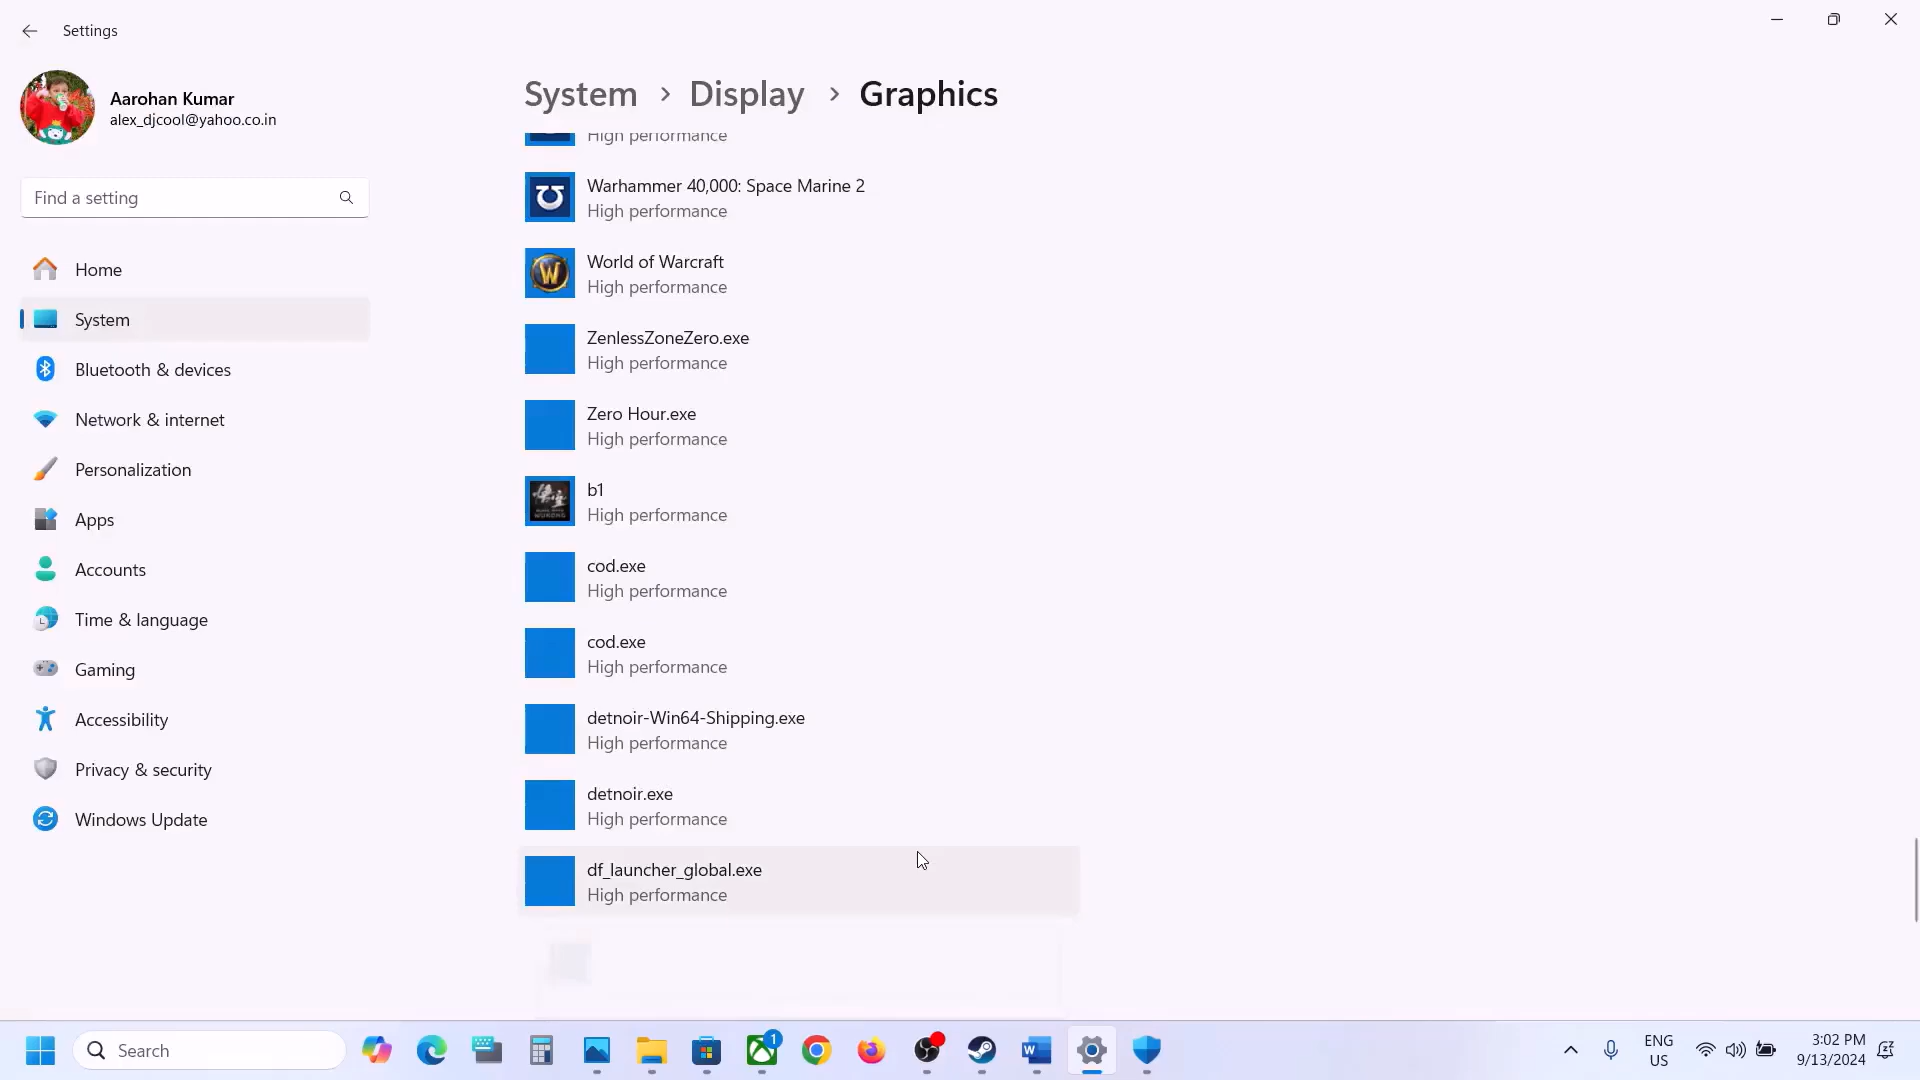 Settings
Aarohan Kumar
alex_djcool@yahoo.co.in
Find a setting
Home
System
Bluetooth & devices
Network & internet
Personalization
Apps
Accounts
Time & language
Gaming
Accessibility
Privacy & security
Windows Update
System > Display > Graphics
High performance
Warhammer 40,000: Space Marine 2
High performance
World of Warcraft
High performance
ZenlessZoneZero.exe
High performance
Zero Hour.exe
High performance
b1
High performance
cod.exe
High performance
cod.exe
High performance
detnoir-Win64-Shipping.exe
High performance
detnoir.exe
High performance
df_launcher_global.exe
High performance
Search
1
ENG
US
3:02 PM
9/13/2024